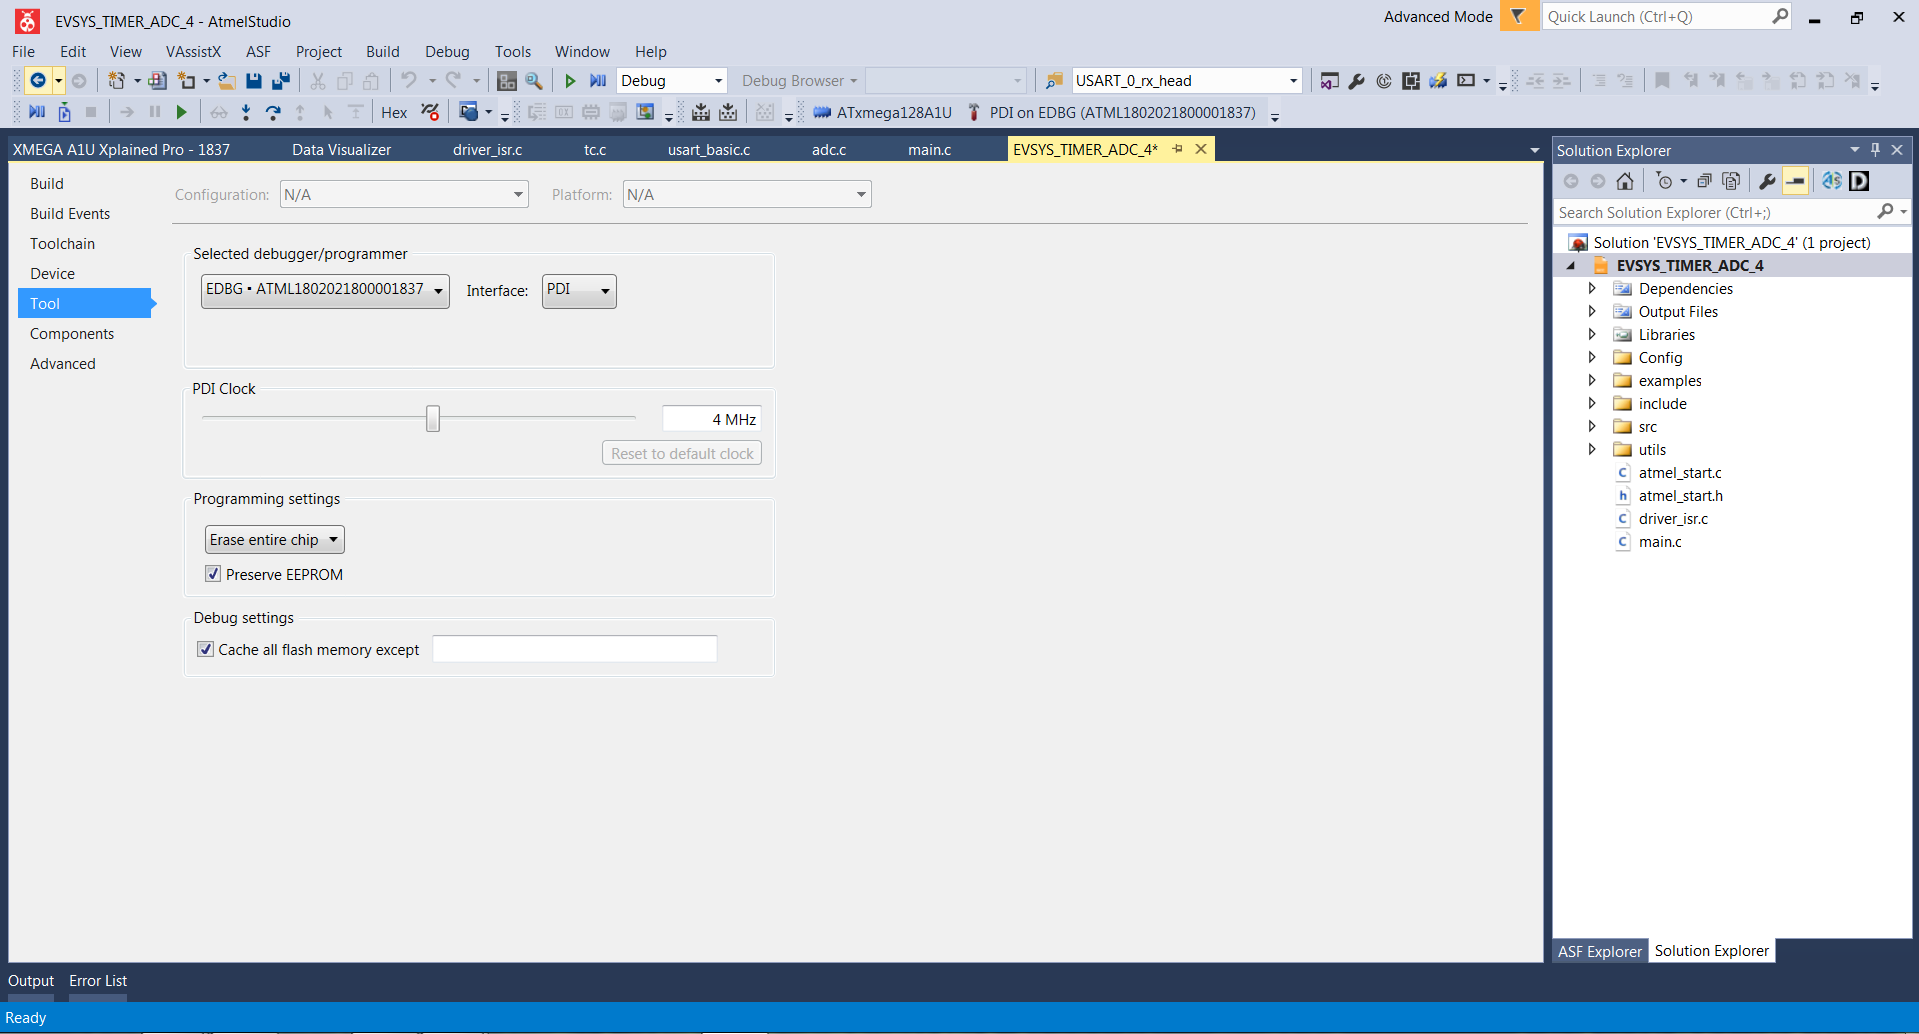 EVSYS_TIMER_ADC_4 - AtmelStudio
Advanced Mode
Quick Launch (Ctrl+Q)
File Edit View VAssistX ASF Project Build Debug Tools Window Help
Debug Debug Browser USART_0_rx_head
Hex ATxmega128A1U PDI on EDBG (ATML1802021800001837)
XMEGA A1U Xplained Pro - 1837 Data Visualizer driver_isr.c tc.c usart_basic.c adc.c main.c EVSYS_TIMER_ADC_4*
Build
Build Events
Toolchain
Device
Tool
Components
Advanced
Configuration: N/A Platform: N/A
Selected debugger/programmer
EDBG • ATML1802021800001837 Interface: PDI
PDI Clock
4 MHz
Reset to default clock
Programming settings
Erase entire chip
Preserve EEPROM
Debug settings
Cache all flash memory except
Solution Explorer
Search Solution Explorer (Ctrl+;)
Solution 'EVSYS_TIMER_ADC_4' (1 project)
EVSYS_TIMER_ADC_4
Dependencies
Output Files
Libraries
Config
examples
include
src
utils
atmel_start.c
atmel_start.h
driver_isr.c
main.c
ASF Explorer Solution Explorer
Output Error List
Ready